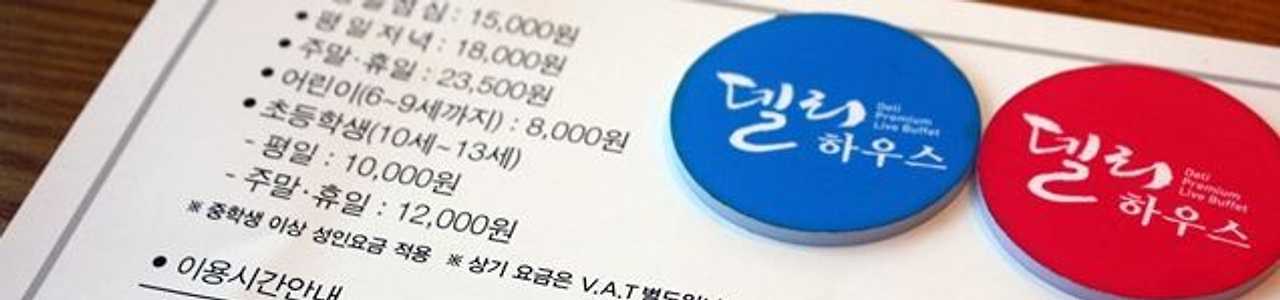 평일점심 : 15,000원
• 평일저녁 : 18,000원
• 주말·휴일 : 23,500원
• 어린이(6~9세까지) : 8,000원
• 초등학생(10세~13세)
- 평일 : 10,000원
- 주말·휴일 : 12,000원
※ 중학생 이상 성인요금 적용 ※ 상기 요금은 V.A.T 별도입니
• 이용시간안내
델리
하우스
Deli
Premium
Live Buffet
델리
하우스
Deli
Premium
Live Buffet